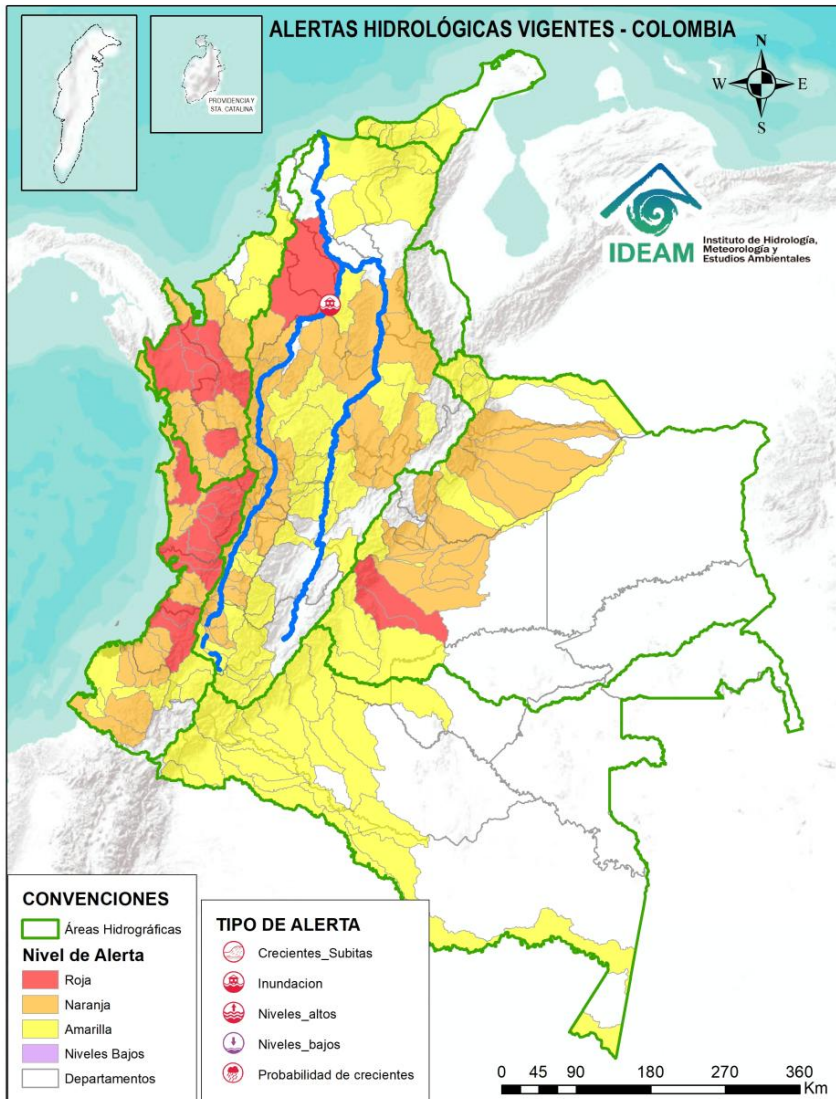 ALERTAS HIDROLÓGICAS VIGENTES - COLOMBIA
PROVIDENCIA Y
STA. CATALINA
N
W
E
S
IDEAM
Instituto de Hidrología,
Meteorología y
Estudios Ambientales
CONVENCIONES
Áreas Hidrográficas
Nivel de Alerta
Roja
Naranja
Amarilla
Niveles Bajos
Departamentos
TIPO DE ALERTA
Crecientes_Subitas
Inundacion
Niveles_altos
Niveles_bajos
Probabilidad de crecientes
0 45 90 180 270 360
Km